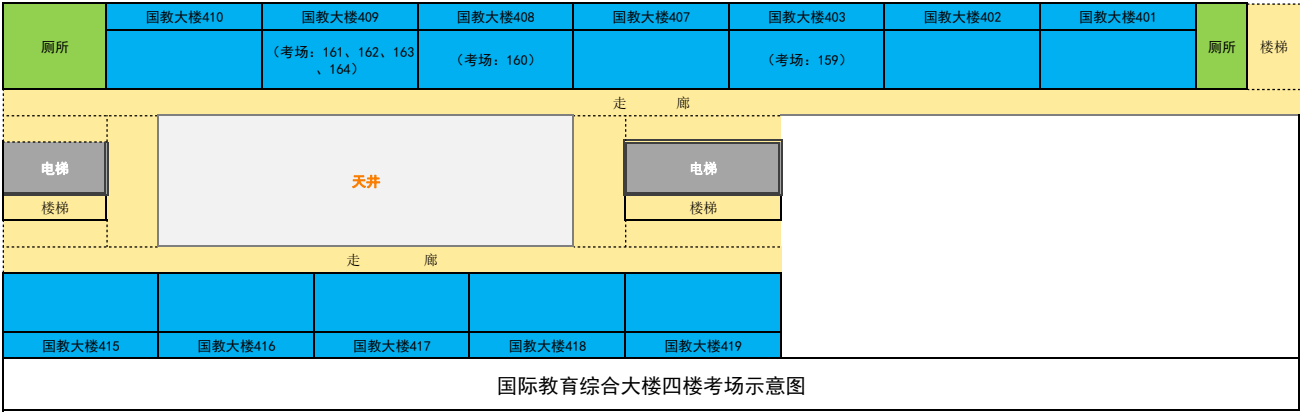 国教大楼410
国教大楼409
国教大楼408
国教大楼407
国教大楼403
国教大楼402
国教大楼401
厕所
（考场：161、162、163
、164）
（考场：160）
（考场：159）
厕所
楼梯
走 廊
电梯
楼梯
天井
电梯
楼梯
走 廊
国教大楼415
国教大楼416
国教大楼417
国教大楼418
国教大楼419
国际教育综合大楼四楼考场示意图